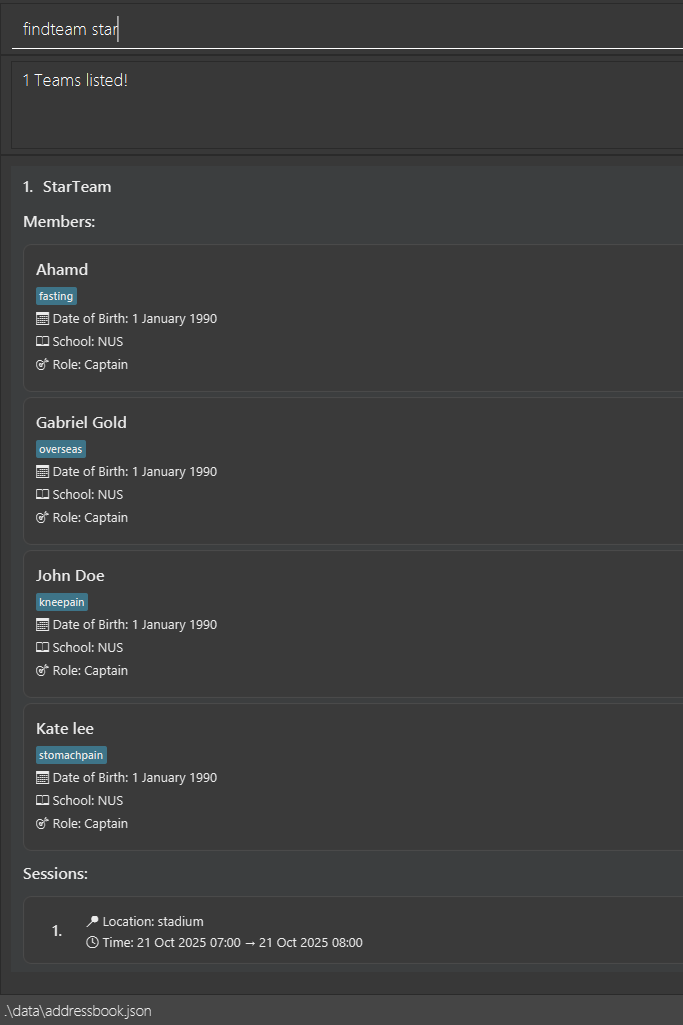 findteam star
1 Teams listed!
1. StarTeam
Members:
Ahamd
fasting
Date of Birth: 1 January 1990
School: NUS
Role: Captain
Gabriel Gold
overseas
Date of Birth: 1 January 1990
School: NUS
Role: Captain
John Doe
kneepain
Date of Birth: 1 January 1990
School: NUS
Role: Captain
Kate lee
stomachpain
Date of Birth: 1 January 1990
School: NUS
Role: Captain
Sessions:
1.
Location: stadium
Time: 21 Oct 2025 07:00 → 21 Oct 2025 08:00
.\data\addressbook.json